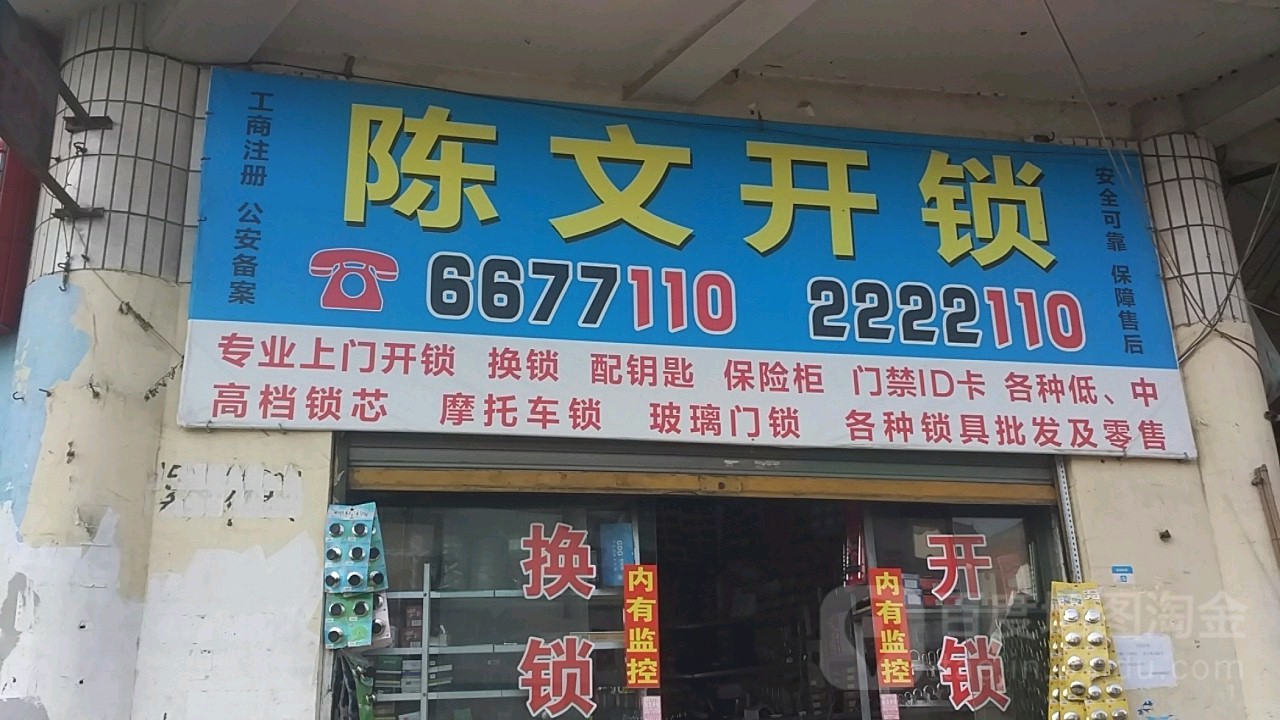 工商注册 公安备案
陈文开锁
安全可靠 保障售后
6677110 2222110
专业上门开锁 换锁 配钥匙 保险柜 门禁ID卡 各种低、中
高档锁芯 摩托车锁 玻璃门锁 各种锁具批发及零售
换锁
内有监控
内有监控
开锁